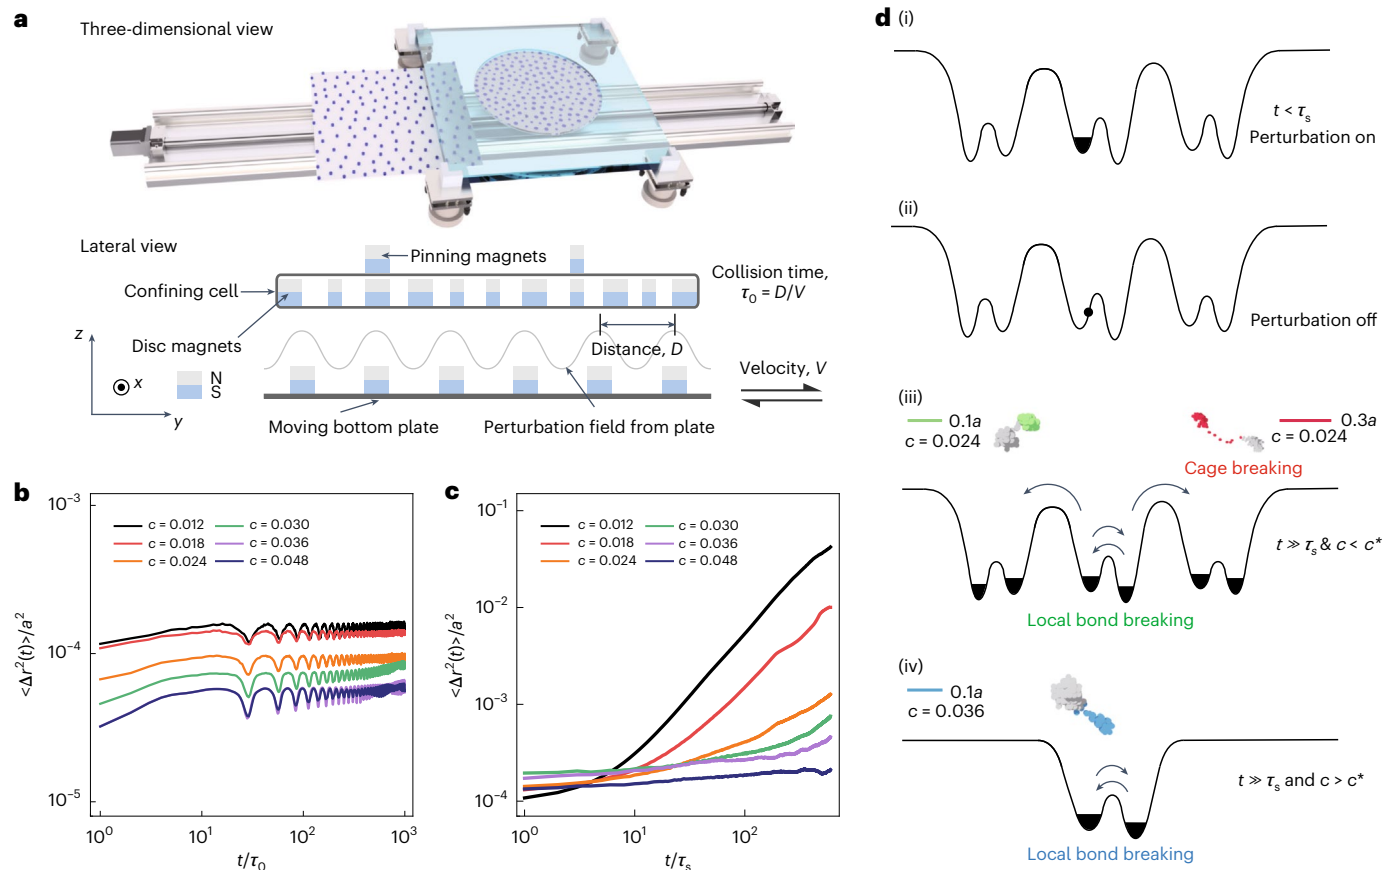 a
Three-dimensional view
Lateral view
Pinning magnets
Confining cell
Collision time,
τ₀ = D/V
Disc magnets
Distance, D
z
x
y
N
S
Velocity, V
Moving bottom plate
Perturbation field from plate
b
10⁻³
10⁻⁴
10⁻⁵
<Δr²(t)>/a²
c = 0.012
c = 0.018
c = 0.024
c = 0.030
c = 0.036
c = 0.048
10⁰
10¹
10²
10³
t/τ₀
c
10⁻¹
10⁻²
10⁻³
10⁻⁴
<Δr²(t)>/a²
c = 0.012
c = 0.018
c = 0.024
c = 0.030
c = 0.036
c = 0.048
10⁰
10¹
10²
t/τₛ
d
(i)
t < τₛ
Perturbation on
(ii)
Perturbation off
(iii)
0.1a
c = 0.024
0.3a
c = 0.024
Cage breaking
t ≫ τₛ & c < c*
Local bond breaking
(iv)
0.1a
c = 0.036
t ≫ τₛ and c > c*
Local bond breaking